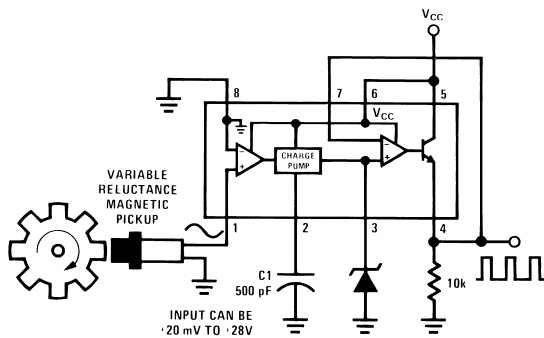 VCC
8
7
6
5
VCC
−
+
CHARGE
PUMP
−
+
VARIABLE
RELUCTANCE
MAGNETIC
PICKUP
1
2
3
4
C1
500 pF
10k
INPUT CAN BE
20 mV TO 28V